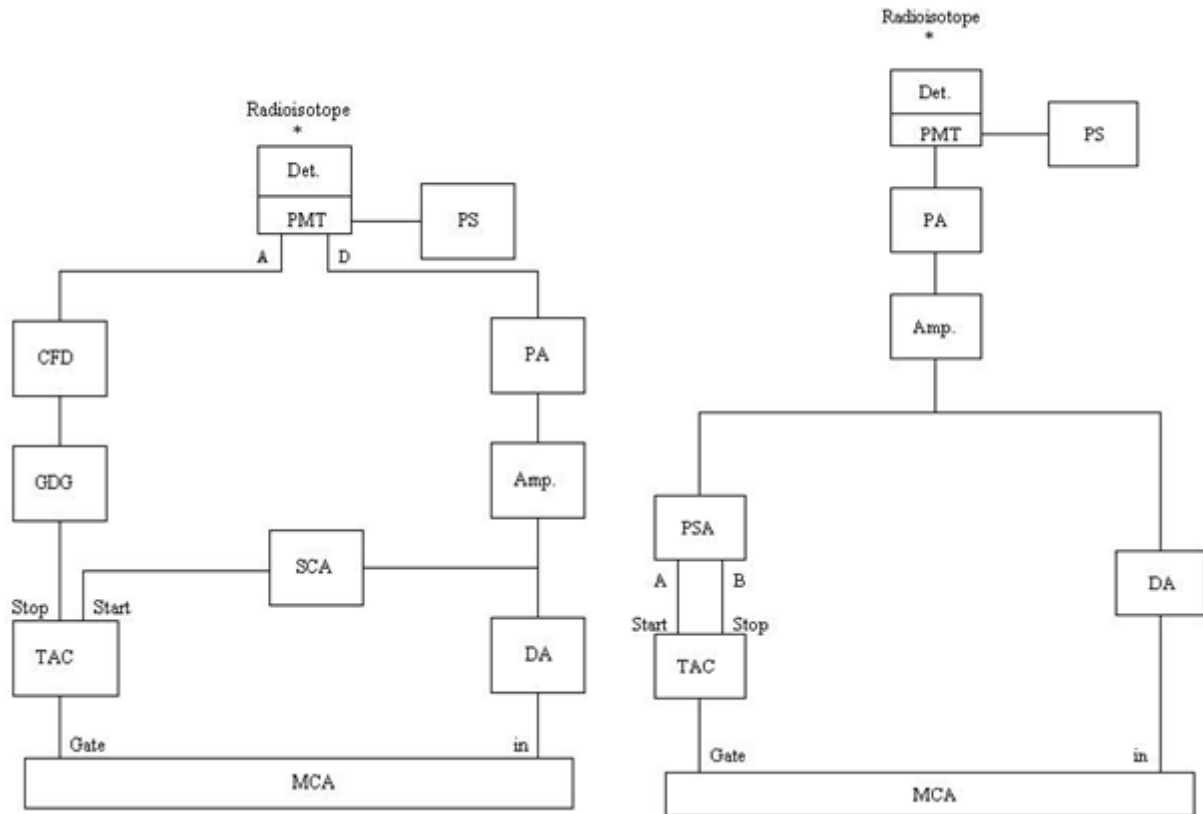 Radioisotope
*
Det.
PMT
PS
A
D
CFD
PA
GDG
Amp.
SCA
Stop
Start
TAC
DA
Gate
in
MCA
Radioisotope
*
Det.
PMT
PS
PA
Amp.
PSA
A
B
DA
Start
Stop
TAC
Gate
in
MCA